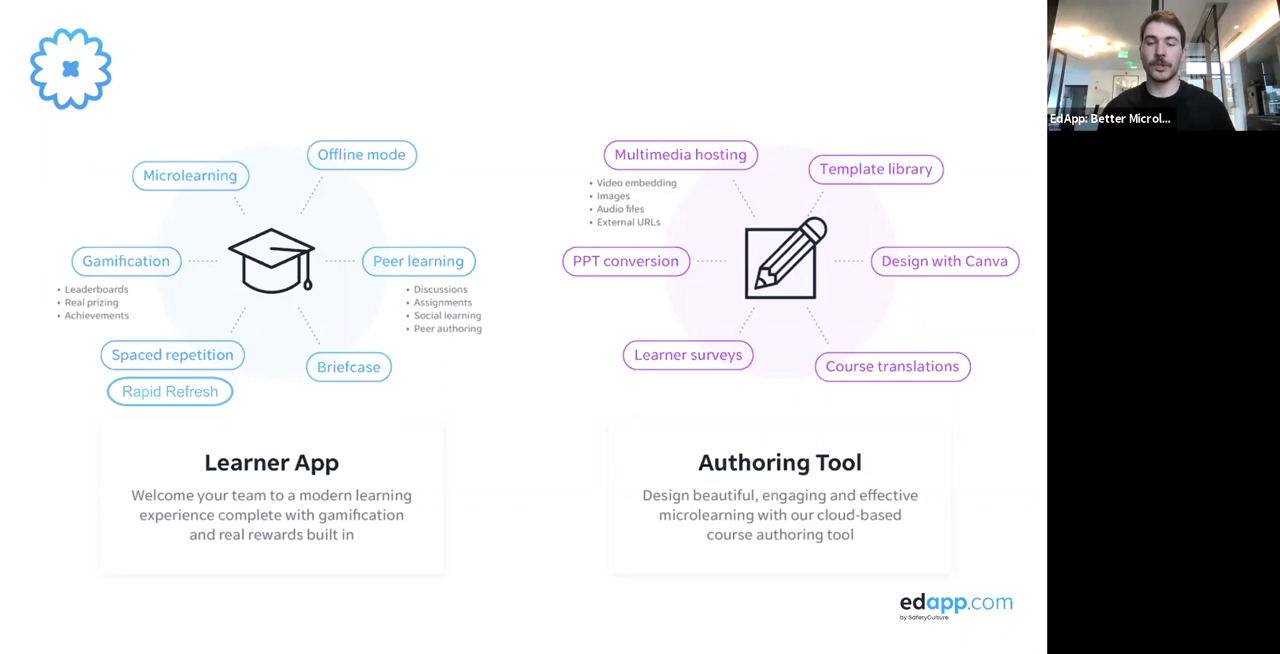 Offline mode
Microlearning
Gamification
• Leaderboards
• Real prizing
• Achievements
Peer learning
• Discussions
• Assignments
• Social learning
• Peer authoring
Spaced repetition
Rapid Refresh
Briefcase
Learner App
Welcome your team to a modern learning
experience complete with gamification
and real rewards built in
Multimedia hosting
• Video embedding
• Images
• Audio files
• External URLs
Template library
PPT conversion
Design with Canva
Learner surveys
Course translations
Authoring Tool
Design beautiful, engaging and effective
microlearning with our cloud-based
course authoring tool
edapp.com
by SafetyCulture
EdApp: Better Microl...